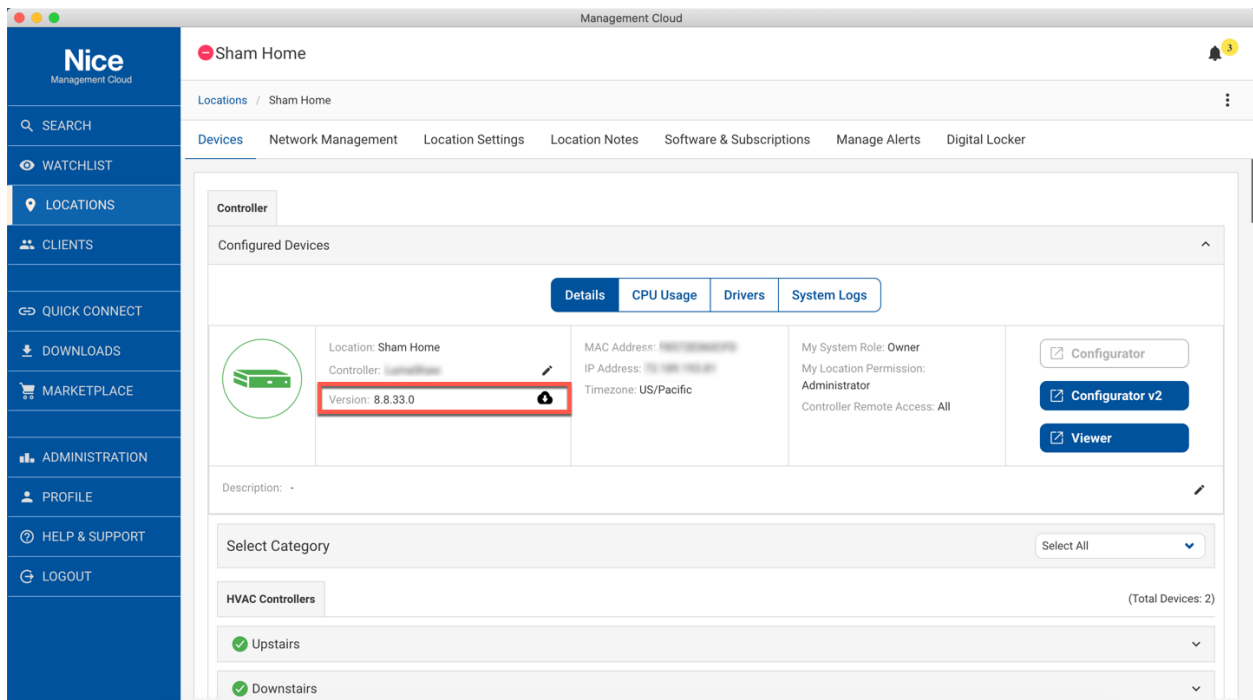 Management Cloud
Nice
Management Cloud
SEARCH
WATCHLIST
LOCATIONS
CLIENTS
QUICK CONNECT
DOWNLOADS
MARKETPLACE
ADMINISTRATION
PROFILE
HELP & SUPPORT
LOGOUT
Sham Home
3
Locations / Sham Home
Devices Network Management Location Settings Location Notes Software & Subscriptions Manage Alerts Digital Locker
Controller
Configured Devices
Details CPU Usage Drivers System Logs
Location: Sham Home
Controller:
Version: 8.8.33.0
MAC Address:
IP Address:
Timezone: US/Pacific
My System Role: Owner
My Location Permission:
Administrator
Controller Remote Access: All
Configurator
Configurator v2
Viewer
Description: -
Select Category
Select All
HVAC Controllers
(Total Devices: 2)
Upstairs
Downstairs